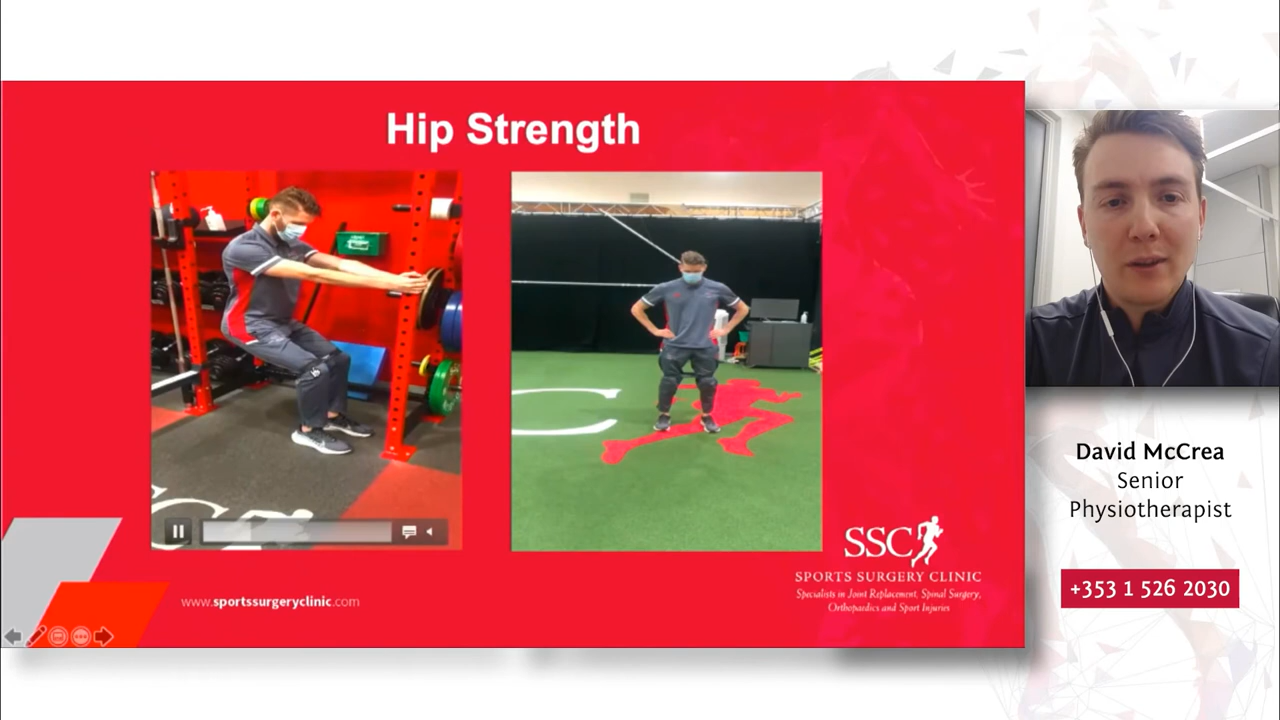 Hip Strength
C
SSC
SPORTS SURGERY CLINIC
Specialists in Joint Replacement, Spinal Surgery,
Orthopaedics and Sport Injuries
www.sportssurgeryclinic.com
David McCrea
Senior
Physiotherapist
+353 1 526 2030